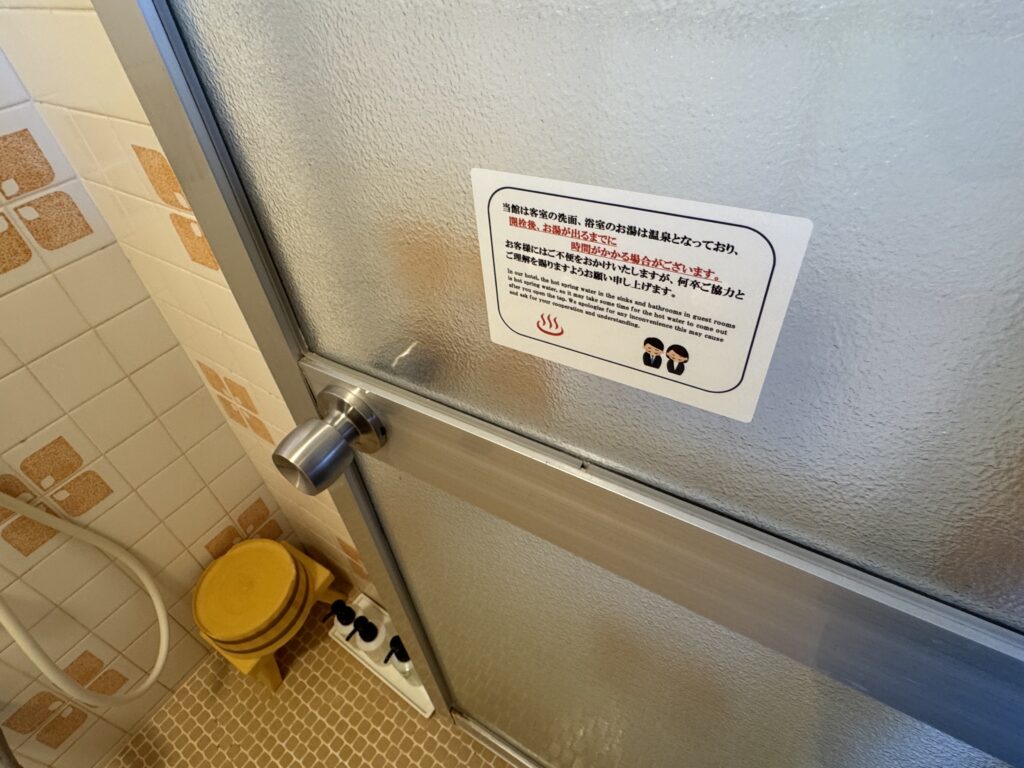 当館は客室の洗面、浴室のお湯は温泉となっており、
開栓後、お湯が出るまでに
時間がかかる場合がございます。
お客様にはご不便をおかけいたしますが、何卒ご協力と
ご理解を賜りますようお願い申し上げます。
In our hotel, the hot spring water in the sinks and bathrooms in guest rooms
is hot spring water, so it may take some time for the hot water to come out
after you open the tap. We apologize for any inconvenience this may cause
and ask for your cooperation and understanding.